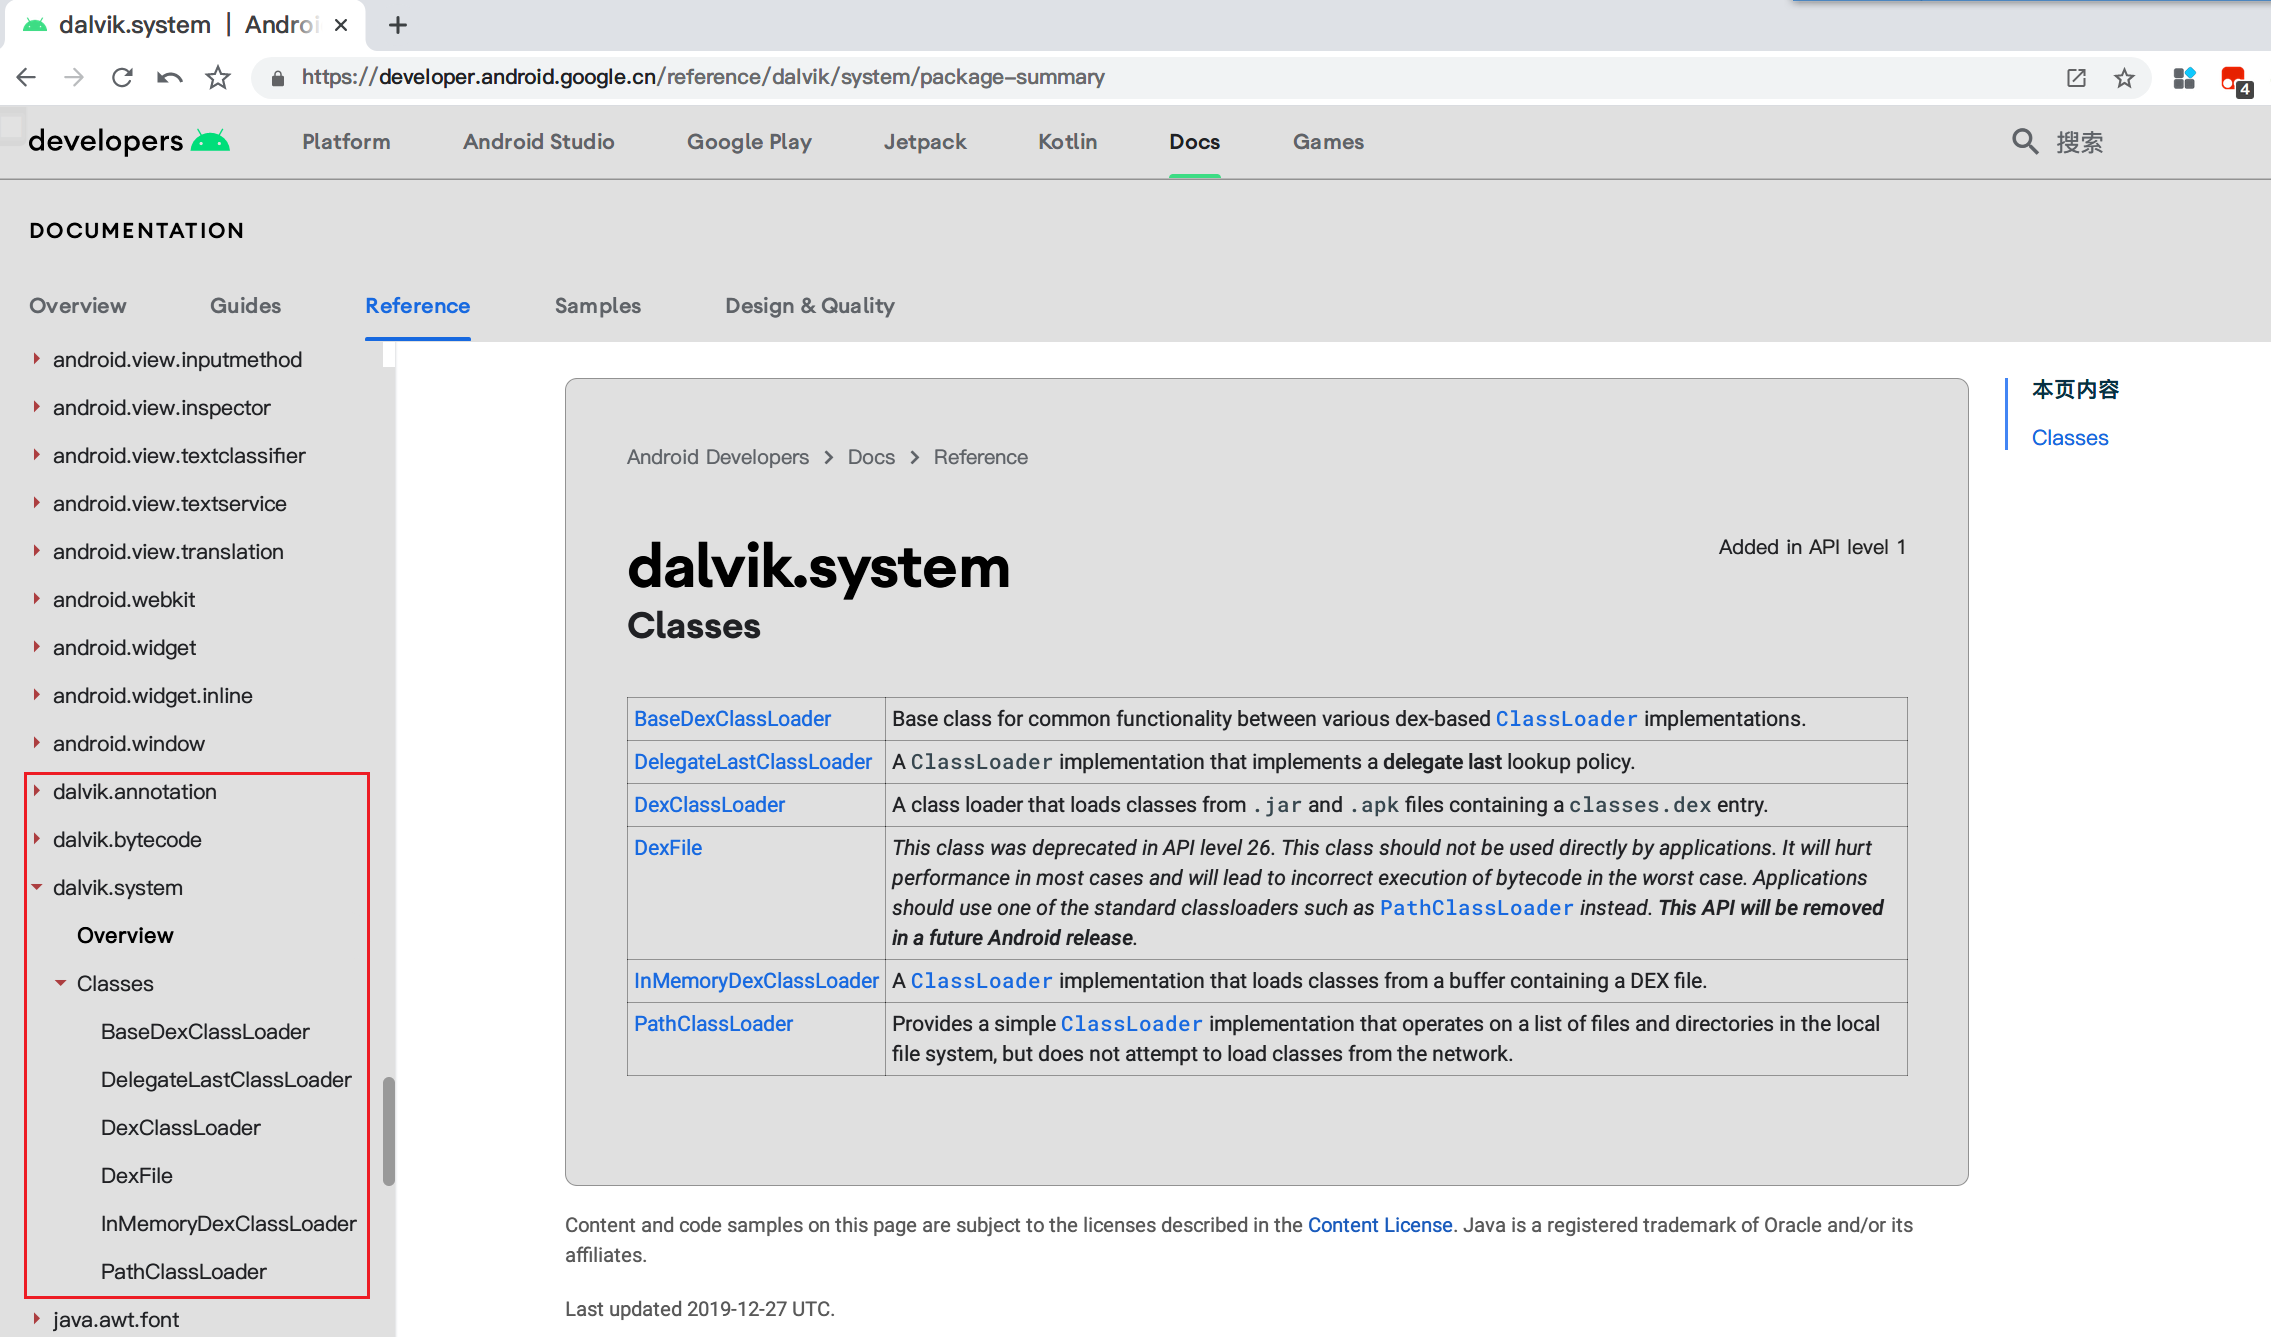 dalvik.system | Androi
https://developer.android.google.cn/reference/dalvik/system/package-summary
4
developers
Platform
Android Studio
Google Play
Jetpack
Kotlin
Docs
Games
搜索
DOCUMENTATION
Overview
Guides
Reference
Samples
Design & Quality
android.view.inputmethod
android.view.inspector
android.view.textclassifier
android.view.textservice
android.view.translation
android.webkit
android.widget
android.widget.inline
android.window
dalvik.annotation
dalvik.bytecode
dalvik.system
Overview
Classes
BaseDexClassLoader
DelegateLastClassLoader
DexClassLoader
DexFile
InMemoryDexClassLoader
PathClassLoader
java.awt.font
Android Developers > Docs > Reference
dalvik.system
Added in API level 1
Classes
BaseDexClassLoader Base class for common functionality between various dex-based ClassLoader implementations.
DelegateLastClassLoader A ClassLoader implementation that implements a delegate last lookup policy.
DexClassLoader A class loader that loads classes from .jar and .apk files containing a classes.dex entry.
DexFile This class was deprecated in API level 26. This class should not be used directly by applications. It will hurt
performance in most cases and will lead to incorrect execution of bytecode in the worst case. Applications
should use one of the standard classloaders such as PathClassLoader instead. This API will be removed
in a future Android release.
InMemoryDexClassLoader A ClassLoader implementation that loads classes from a buffer containing a DEX file.
PathClassLoader Provides a simple ClassLoader implementation that operates on a list of files and directories in the local
file system, but does not attempt to load classes from the network.
Content and code samples on this page are subject to the licenses described in the Content License. Java is a registered trademark of Oracle and/or its
affiliates.
Last updated 2019-12-27 UTC.
本页内容
Classes